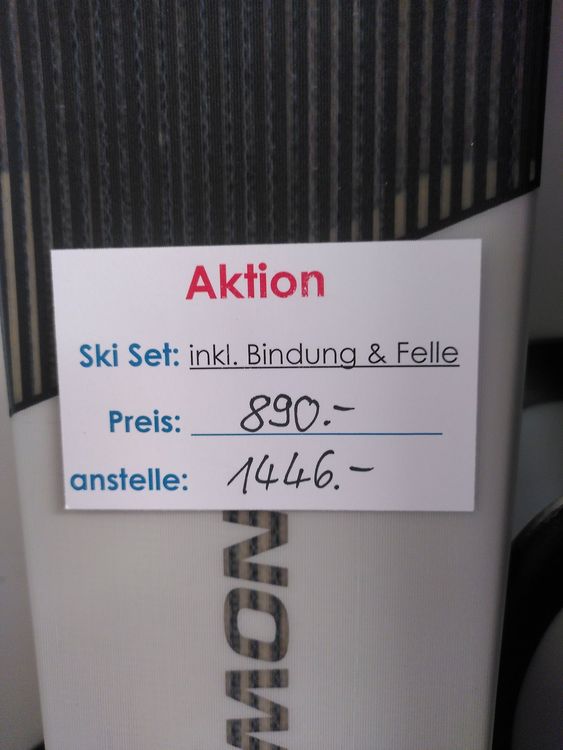 Aktion
Ski Set: inkl. Bindung & Felle
Preis: 890.-
anstelle: 1446.-